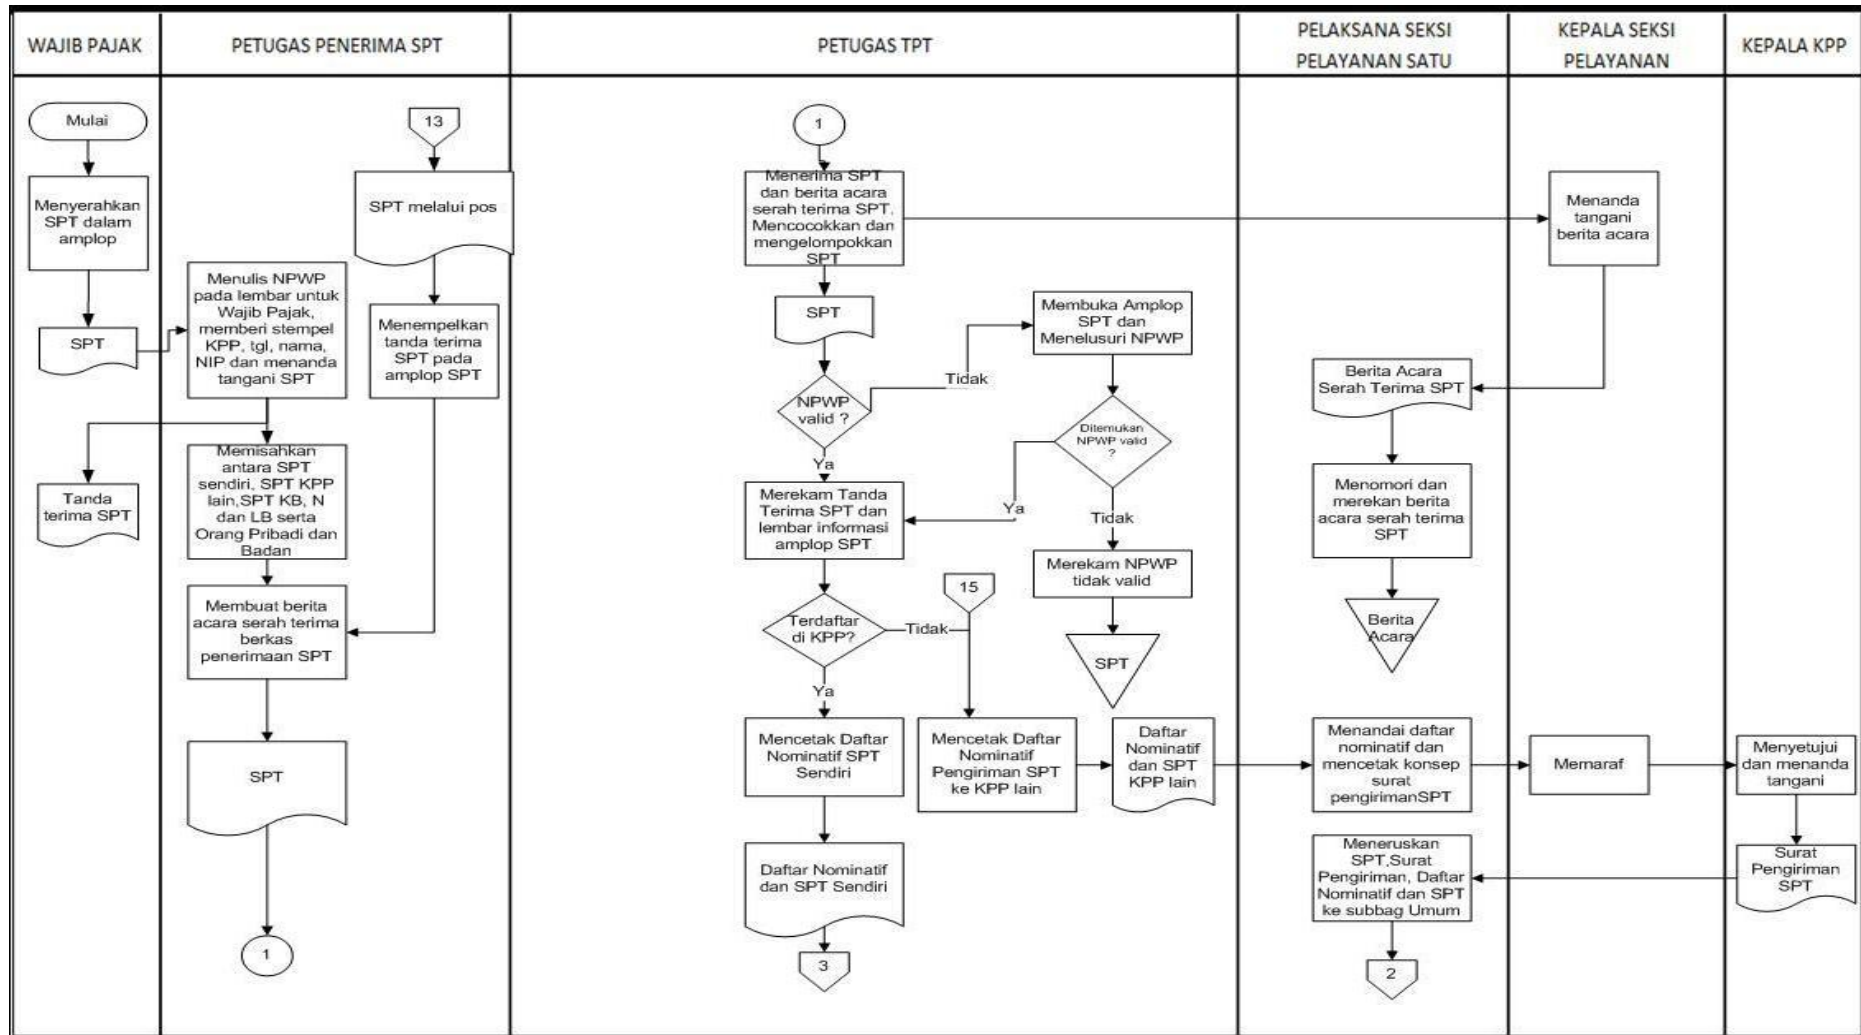 WAJIB PAJAK
PETUGAS PENERIMA SPT
PETUGAS TPT
PELAKSANA SEKSI
PELAYANAN SATU
KEPALA SEKSI
PELAYANAN
KEPALA KPP
Mulai
Menyerahkan
SPT dalam
amplop
SPT
Tanda
terima SPT
Menulis NPWP
pada lembar untuk
Wajib Pajak,
memberi stempel
KPP, tgl, nama,
NIP dan menanda
tangani SPT
Memisahkan
antara SPT
sendiri, SPT KPP
lain,SPT KB, N
dan LB serta
Orang Pribadi dan
Badan
Membuat berita
acara serah terima
berkas
penerimaan SPT
SPT
1
13
SPT melalui pos
Menempelkan
tanda terima
SPT pada
amplop SPT
1
Menerima SPT
dan berita acara
serah terima SPT.
Mencocokkan dan
mengelompokkan
SPT
SPT
NPWP
valid ?
Tidak
Ya
Membuka Amplop
SPT dan
Menelusuri NPWP
Ditemukan
NPWP valid
?
Ya
Tidak
Merekam NPWP
tidak valid
SPT
Merekam Tanda
Terima SPT dan
lembar informasi
amplop SPT
Terdaftar
di KPP?
Tidak
Ya
15
Mencetak Daftar
Nominatif SPT
Sendiri
Daftar Nominatif
dan SPT Sendiri
3
Mencetak Daftar
Nominatif
Pengiriman SPT
ke KPP lain
Daftar
Nominatif
dan SPT
KPP lain
Berita Acara
Serah Terima SPT
Menomori dan
merekan berita
acara serah terima
SPT
Berita
Acara
Menandai daftar
nominatif dan
mencetak konsep
surat
pengirimanSPT
Meneruskan
SPT,Surat
Pengiriman, Daftar
Nominatif dan SPT
ke subbag Umum
2
Menanda
tangani
berita acara
Memaraf
Menyetujui
dan menanda
tangani
Surat
Pengiriman
SPT